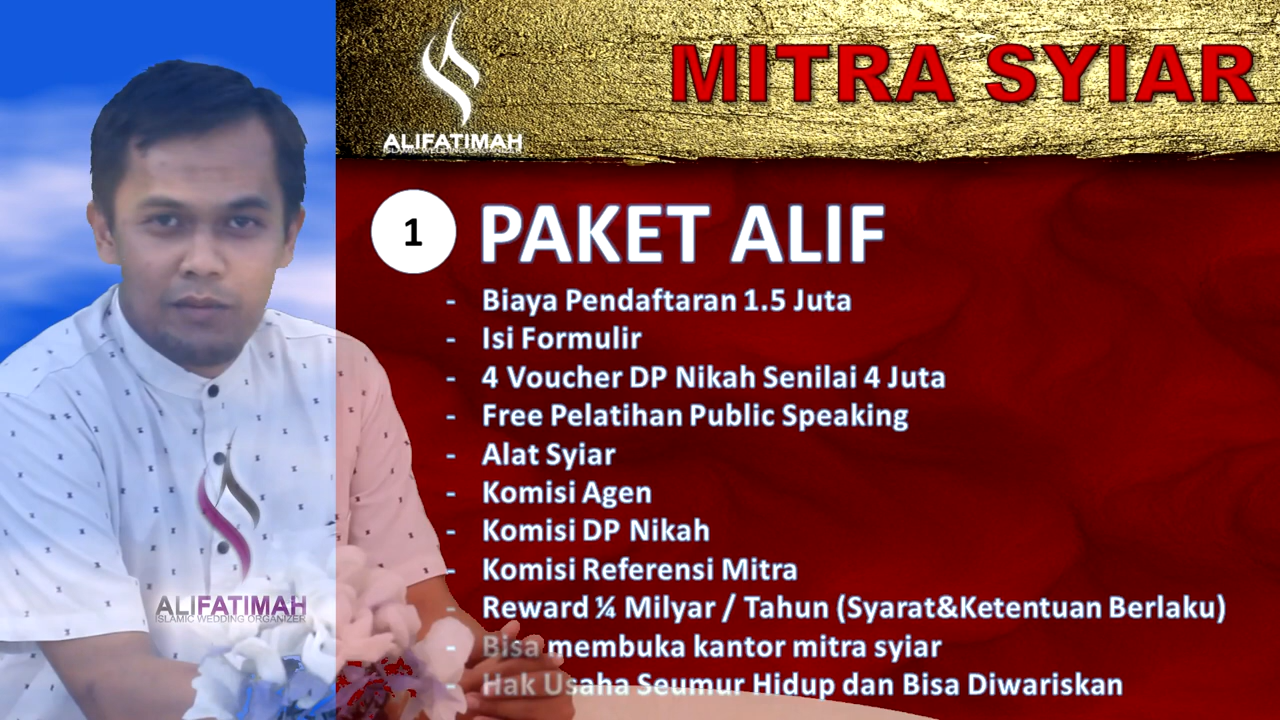 ALIFATIMAH
ISLAMIC WEDDING ORGANIZER
MITRA SYIAR
1 PAKET ALIF
- Biaya Pendaftaran 1.5 Juta
- Isi Formulir
- 4 Voucher DP Nikah Senilai 4 Juta
- Free Pelatihan Public Speaking
- Alat Syiar
- Komisi Agen
- Komisi DP Nikah
- Komisi Referensi Mitra
- Reward ¼ Milyar / Tahun (Syarat&Ketentuan Berlaku)
- Bisa membuka kantor mitra syiar
- Hak Usaha Seumur Hidup dan Bisa Diwariskan
ALIFATIMAH
ISLAMIC WEDDING ORGANIZER